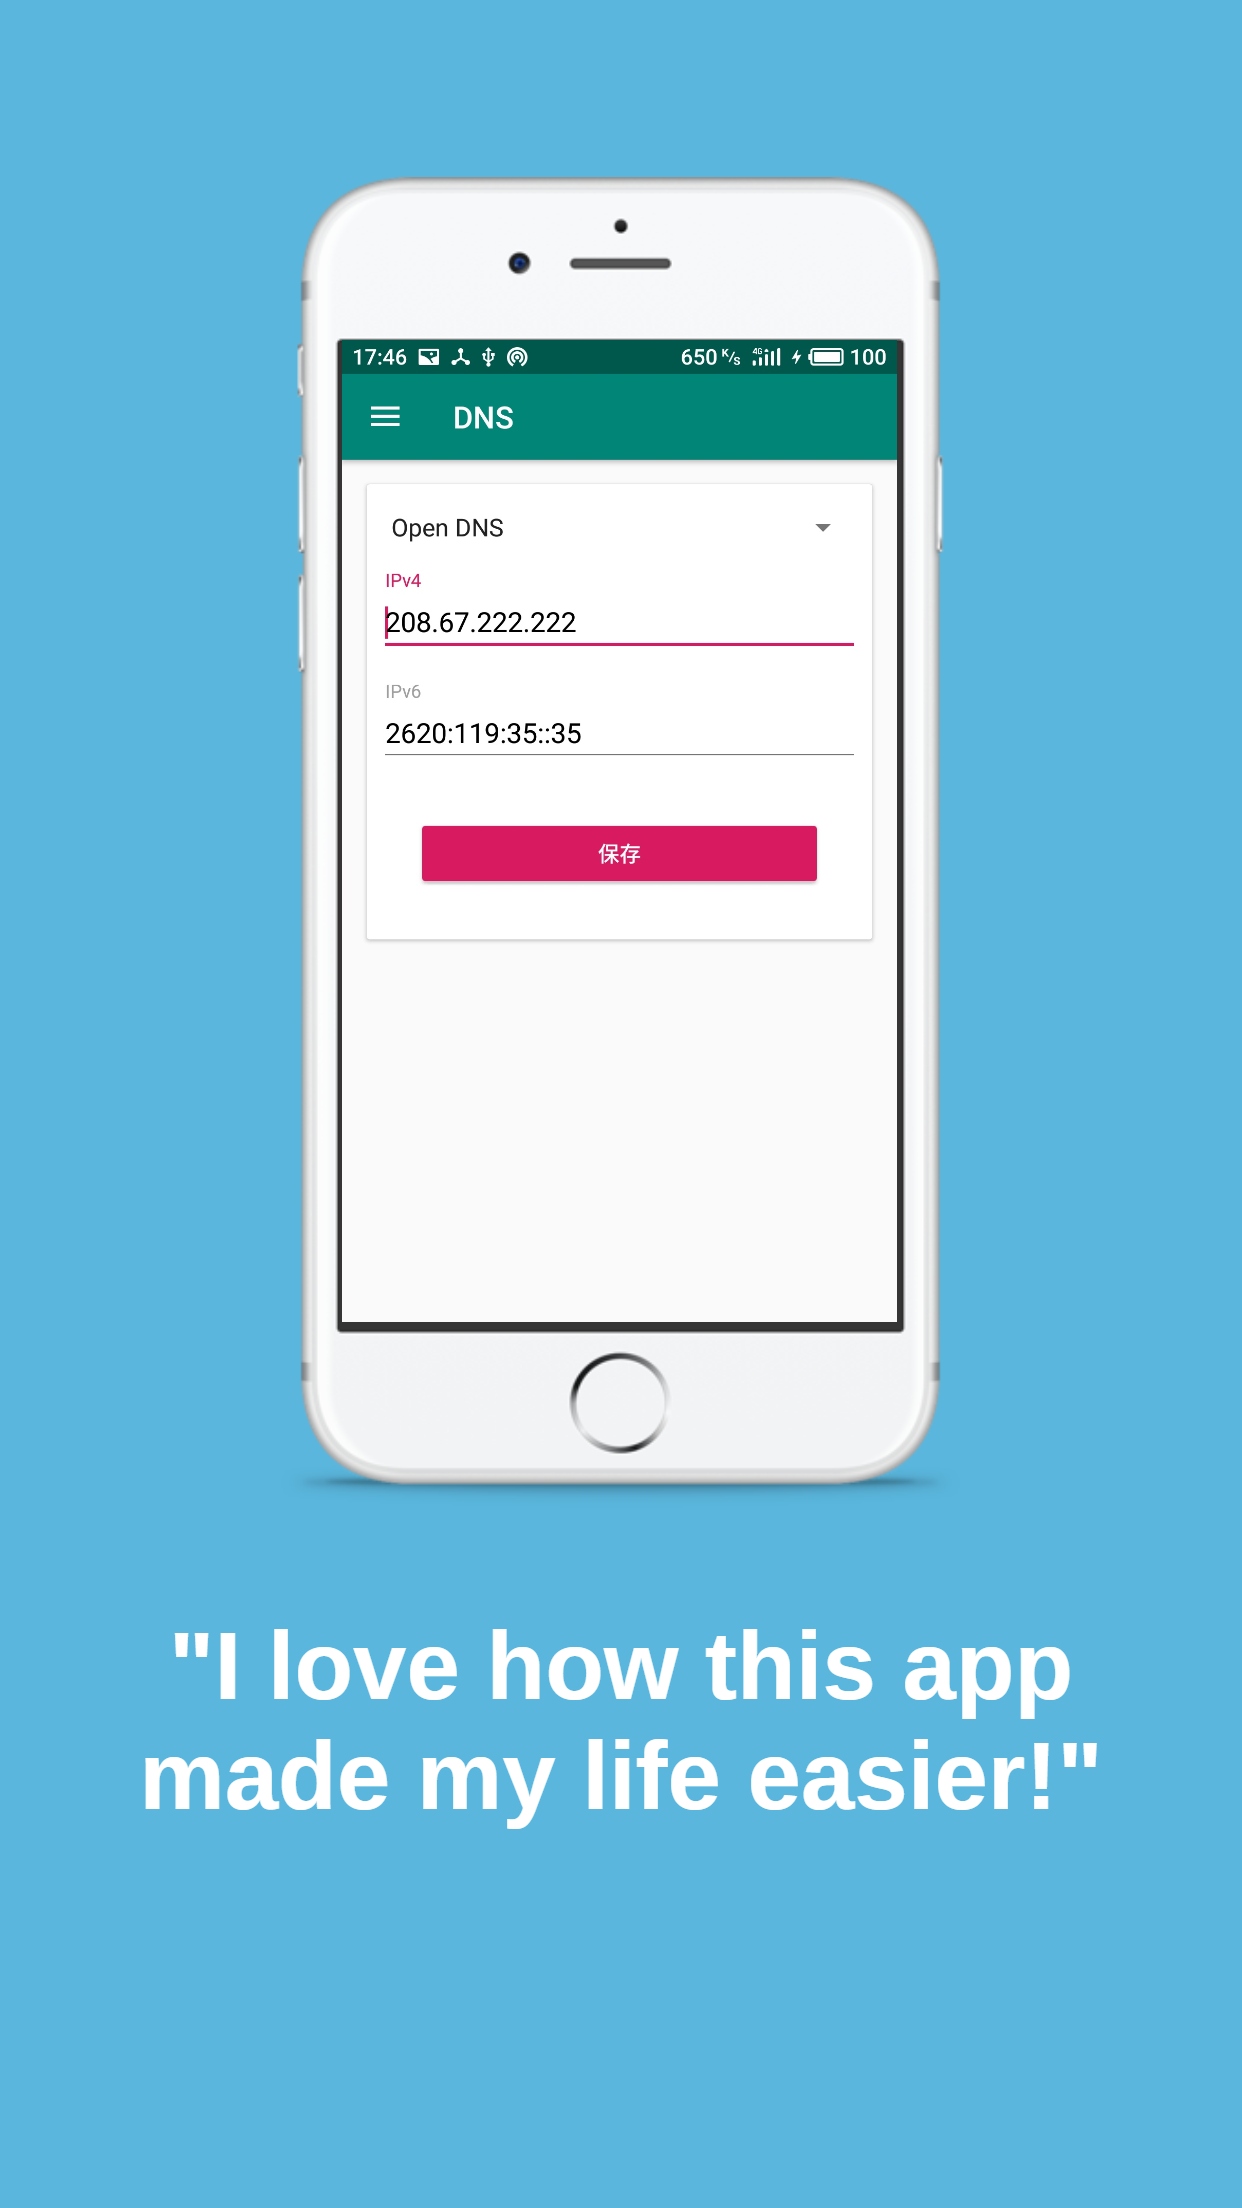 17:46 650 K/s 4G 100
DNS
Open DNS
IPv4
208.67.222.222
IPv6
2620:119:35::35
保存
"I love how this app
made my life easier!"